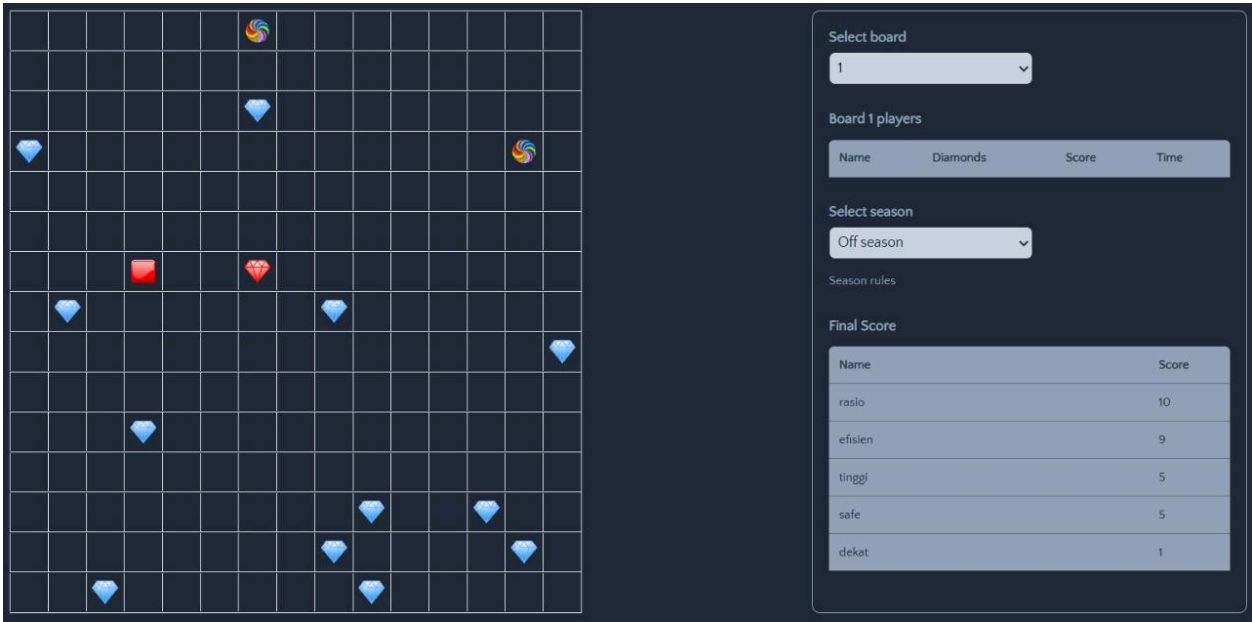 Select board
1
Board 1 players
Name Diamonds Score Time
Select season
Off season
Season rules
Final Score
Name Score
rasio 10
efisien 9
tinggi 5
safe 5
dekat 1